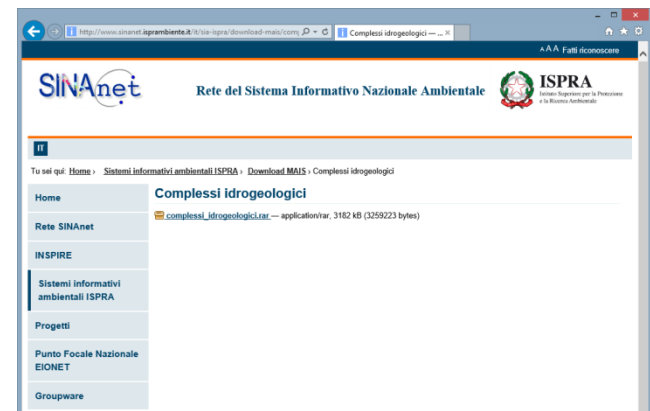 http://www.sinanet.isprambiente.it/it/sia-ispra/download-mais/comp
Complessi idrogeologici — ...
AAA Fatti riconoscere
SINAnet
Rete del Sistema Informativo Nazionale Ambientale
ISPRA
Istituto Superiore per la Protezione
e la Ricerca Ambientale
IT
Tu sei qui: Home › Sistemi informativi ambientali ISPRA › Download MAIS › Complessi idrogeologici
Home
Complessi idrogeologici
complessi_idrogeologici.rar — application/rar, 3182 kB (3259223 bytes)
Rete SINAnet
INSPIRE
Sistemi informativi
ambientali ISPRA
Progetti
Punto Focale Nazionale
EIONET
Groupware